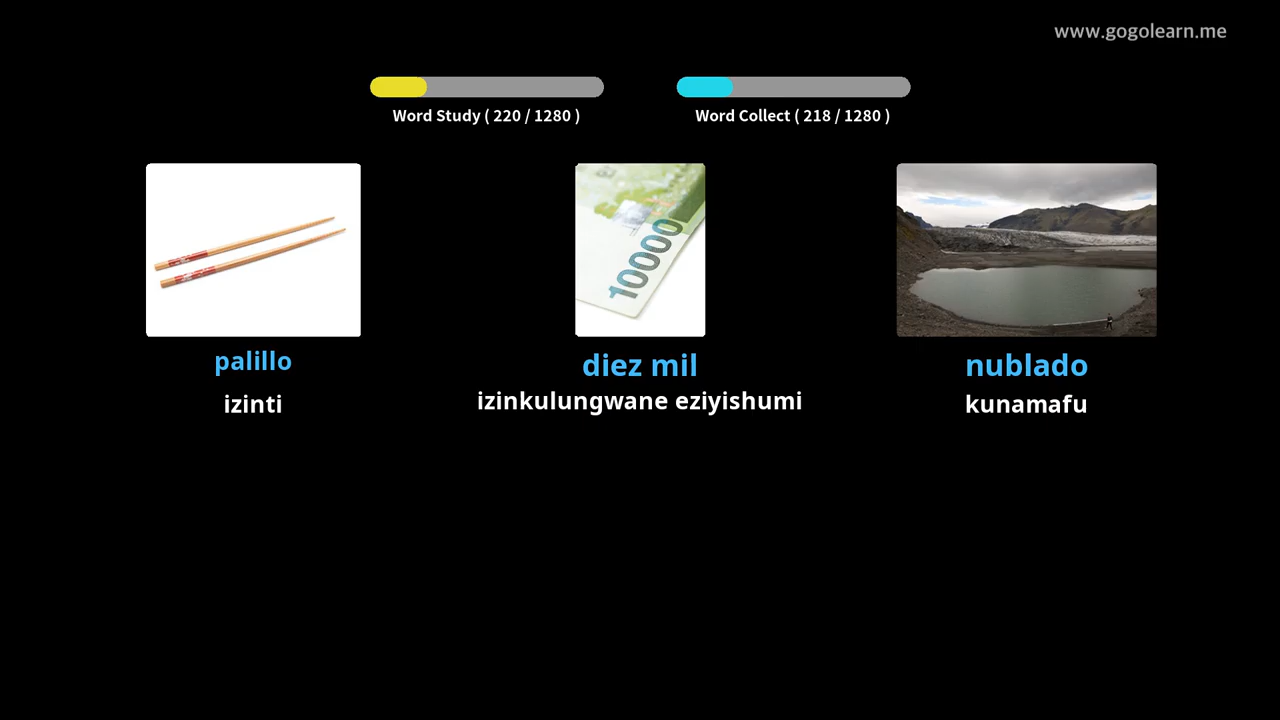 www.gogolearn.me
Word Study ( 220 / 1280 )
Word Collect ( 218 / 1280 )
10000
palillo
izinti
diez mil
izinkulungwane eziyishumi
nublado
kunamafu